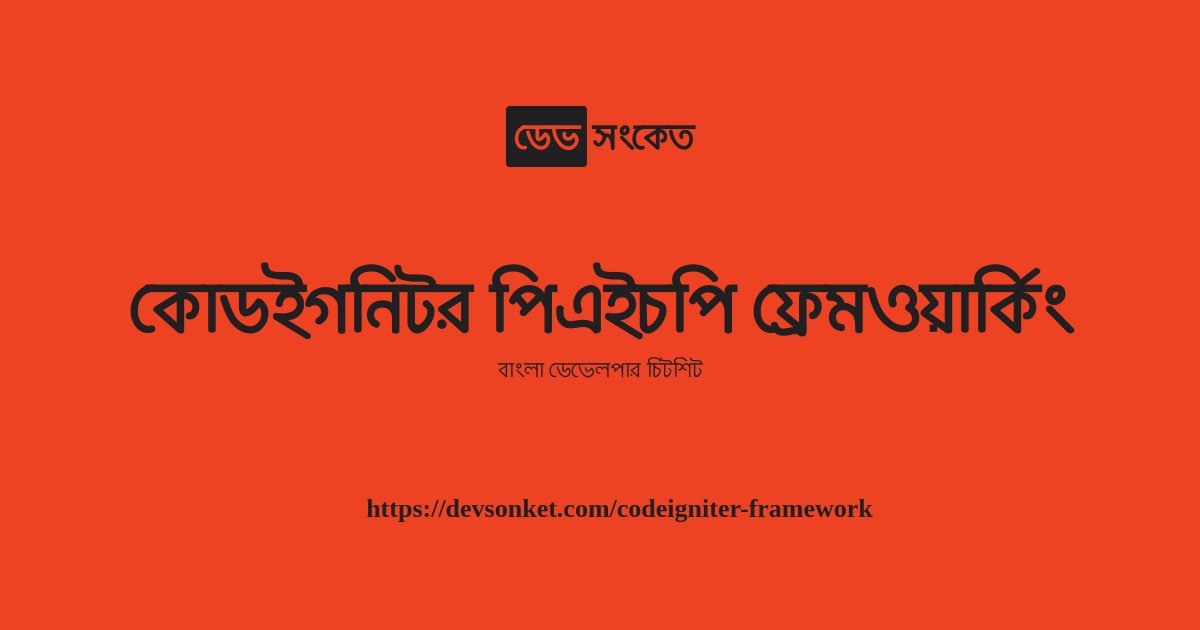 ডেভ সংকেত
কোডইগনিটর পিএইচপি ফ্রেমওয়ার্কিং
বাংলা ডেভেলপার চিটশিট
https://devsonket.com/codeigniter-framework